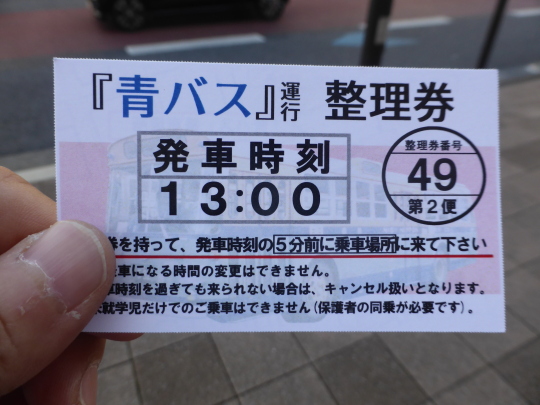 『青バス』運行 整理券
発車時刻
13:00
整理券番号
49
第2便
券を持って、発車時刻の5分前に乗車場所に来て下さい
車になる時間の変更はできません。
車時刻を過ぎても来られない場合は、キャンセル扱いとなります。
就学児だけでのご乗車はできません(保護者の同乗が必要です)。